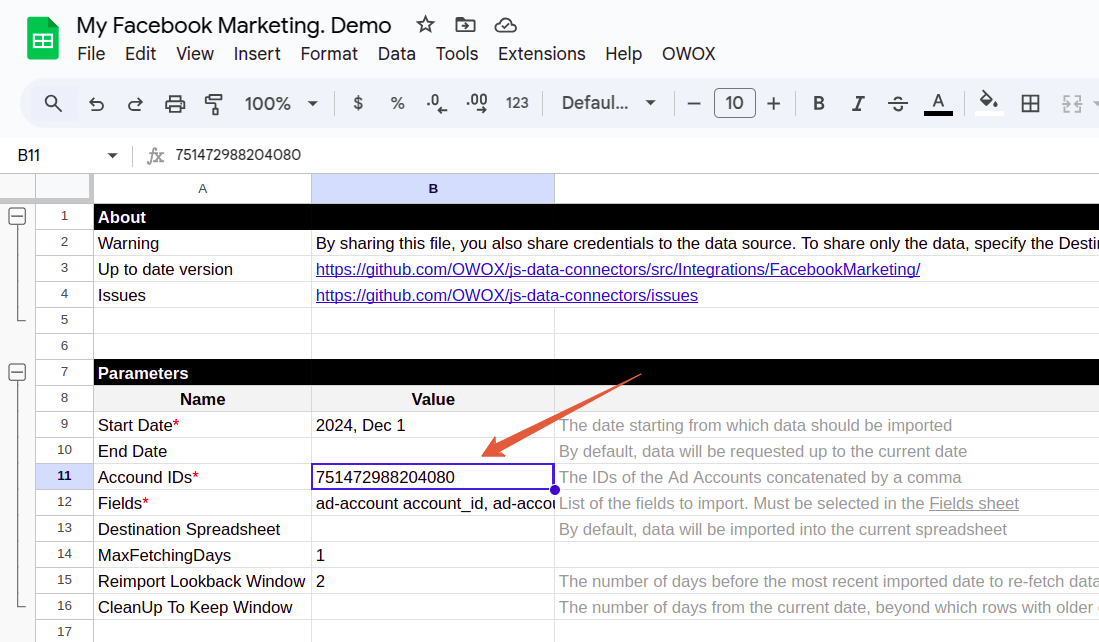 My Facebook Marketing. Demo
File Edit View Insert Format Data Tools Extensions Help OWOX
100% $ % .0 .00 123 Defaul... 10 B I A
B11 fx 751472988204080
A B
1 About
2 Warning By sharing this file, you also share credentials to the data source. To share only the data, specify the Desti
3 Up to date version https://github.com/OWOX/js-data-connectors/src/Integrations/FacebookMarketing/
4 Issues https://github.com/OWOX/js-data-connectors/issues
5
6
7 Parameters
8 Name Value
9 Start Date* 2024, Dec 1 The date starting from which data should be imported
10 End Date By default, data will be requested up to the current date
11 Accound IDs* 751472988204080 The IDs of the Ad Accounts concatenated by a comma
12 Fields* ad-account account_id, ad-accou List of the fields to import. Must be selected in the Fields sheet
13 Destination Spreadsheet By default, data will be imported into the current spreadsheet
14 MaxFetchingDays 1
15 Reimport Lookback Window 2 The number of days before the most recent imported date to re-fetch data
16 CleanUp To Keep Window The number of days from the current date, beyond which rows with older
17